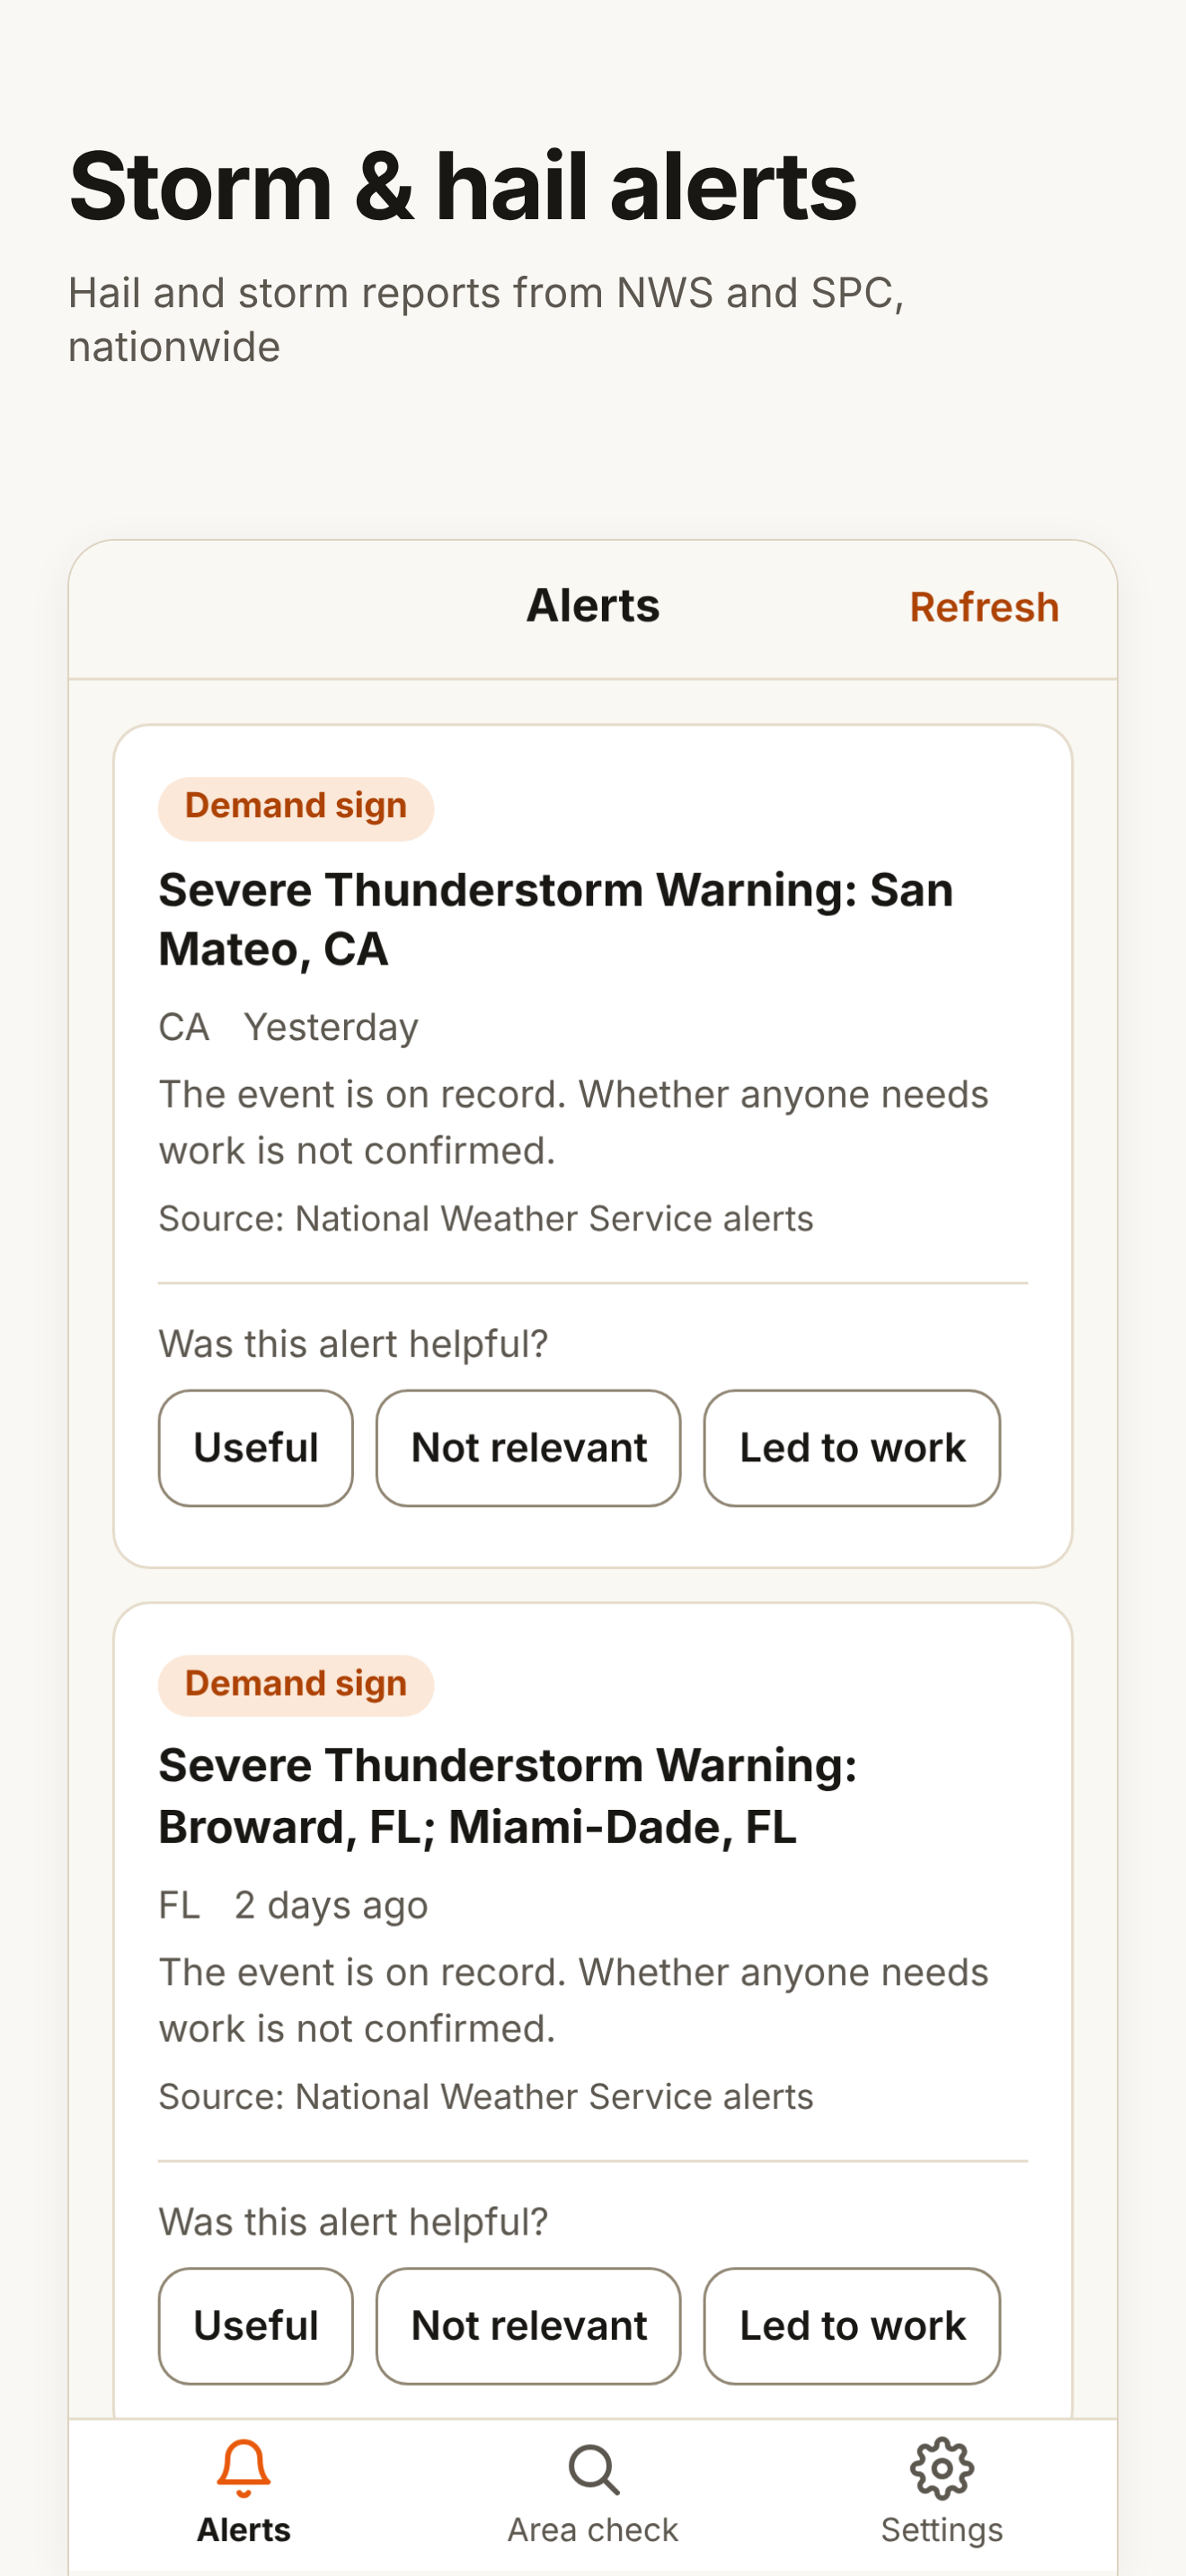 Storm & hail alerts
Hail and storm reports from NWS and SPC,
nationwide
Alerts
Refresh
Demand sign
Severe Thunderstorm Warning: San
Mateo, CA
CA Yesterday
The event is on record. Whether anyone needs
work is not confirmed.
Source: National Weather Service alerts
Was this alert helpful?
Useful
Not relevant
Led to work
Demand sign
Severe Thunderstorm Warning:
Broward, FL; Miami-Dade, FL
FL 2 days ago
The event is on record. Whether anyone needs
work is not confirmed.
Source: National Weather Service alerts
Was this alert helpful?
Useful
Not relevant
Led to work
Alerts
Area check
Settings